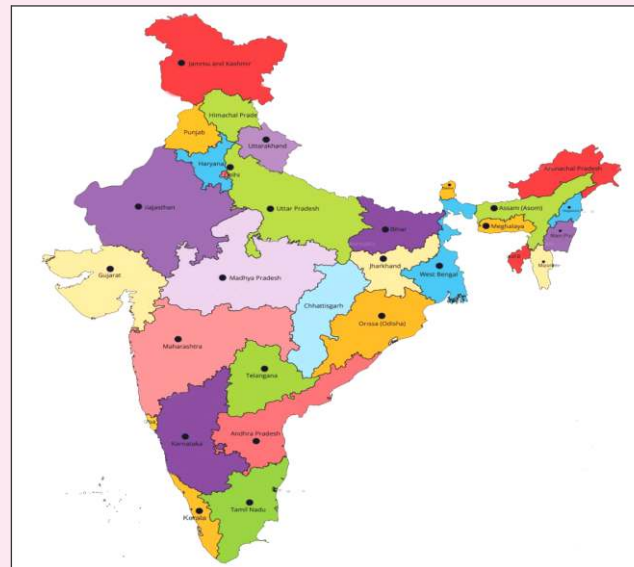 Jammu and Kashmir
Himachal Prade
Punjab
Uttarakhand
Haryana
Delhi
Arunachal Pradesh
Rajasthan
Uttar Pradesh
Assam (Asom)
Bihar
Meghalaya
Gujarat
Madhya Pradesh
Jharkhand
West Bengal
Chhattisgarh
Orissa (Odisha)
Maharashtra
Telangana
Andhra Pradesh
Karnataka
Kerala
Tamil Nadu